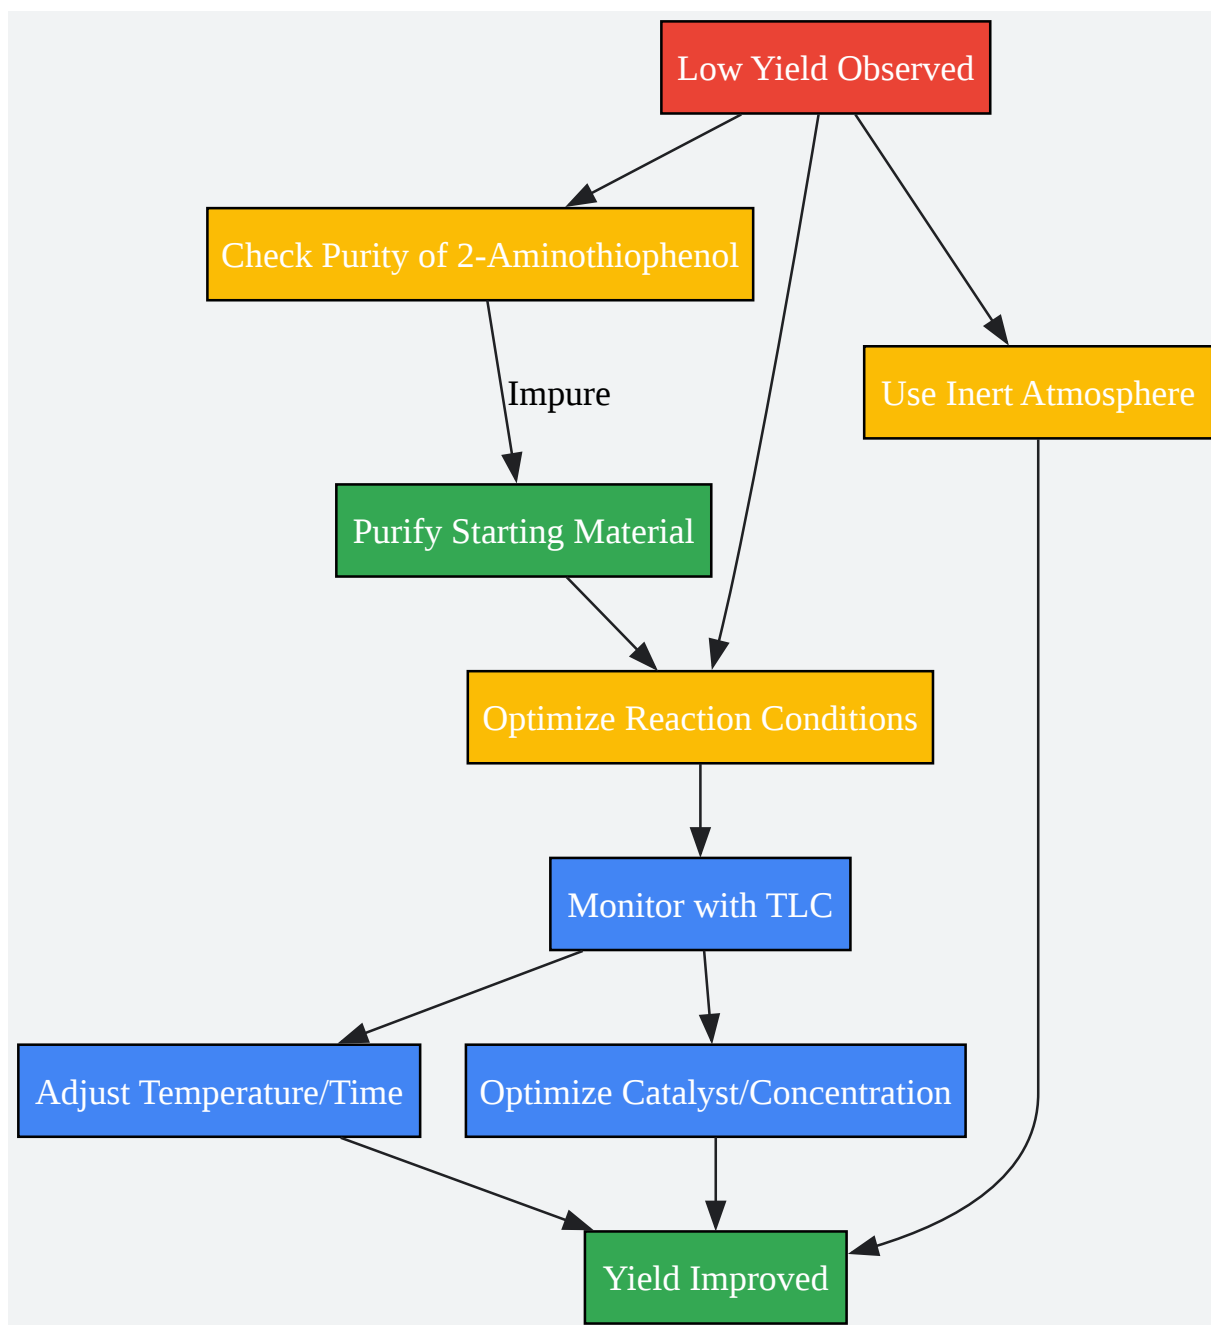 Low Yield Observed
Check Purity of 2-Aminothiophenol
Impure
Use Inert Atmosphere
Purify Starting Material
Optimize Reaction Conditions
Monitor with TLC
Adjust Temperature/Time
Optimize Catalyst/Concentration
Yield Improved